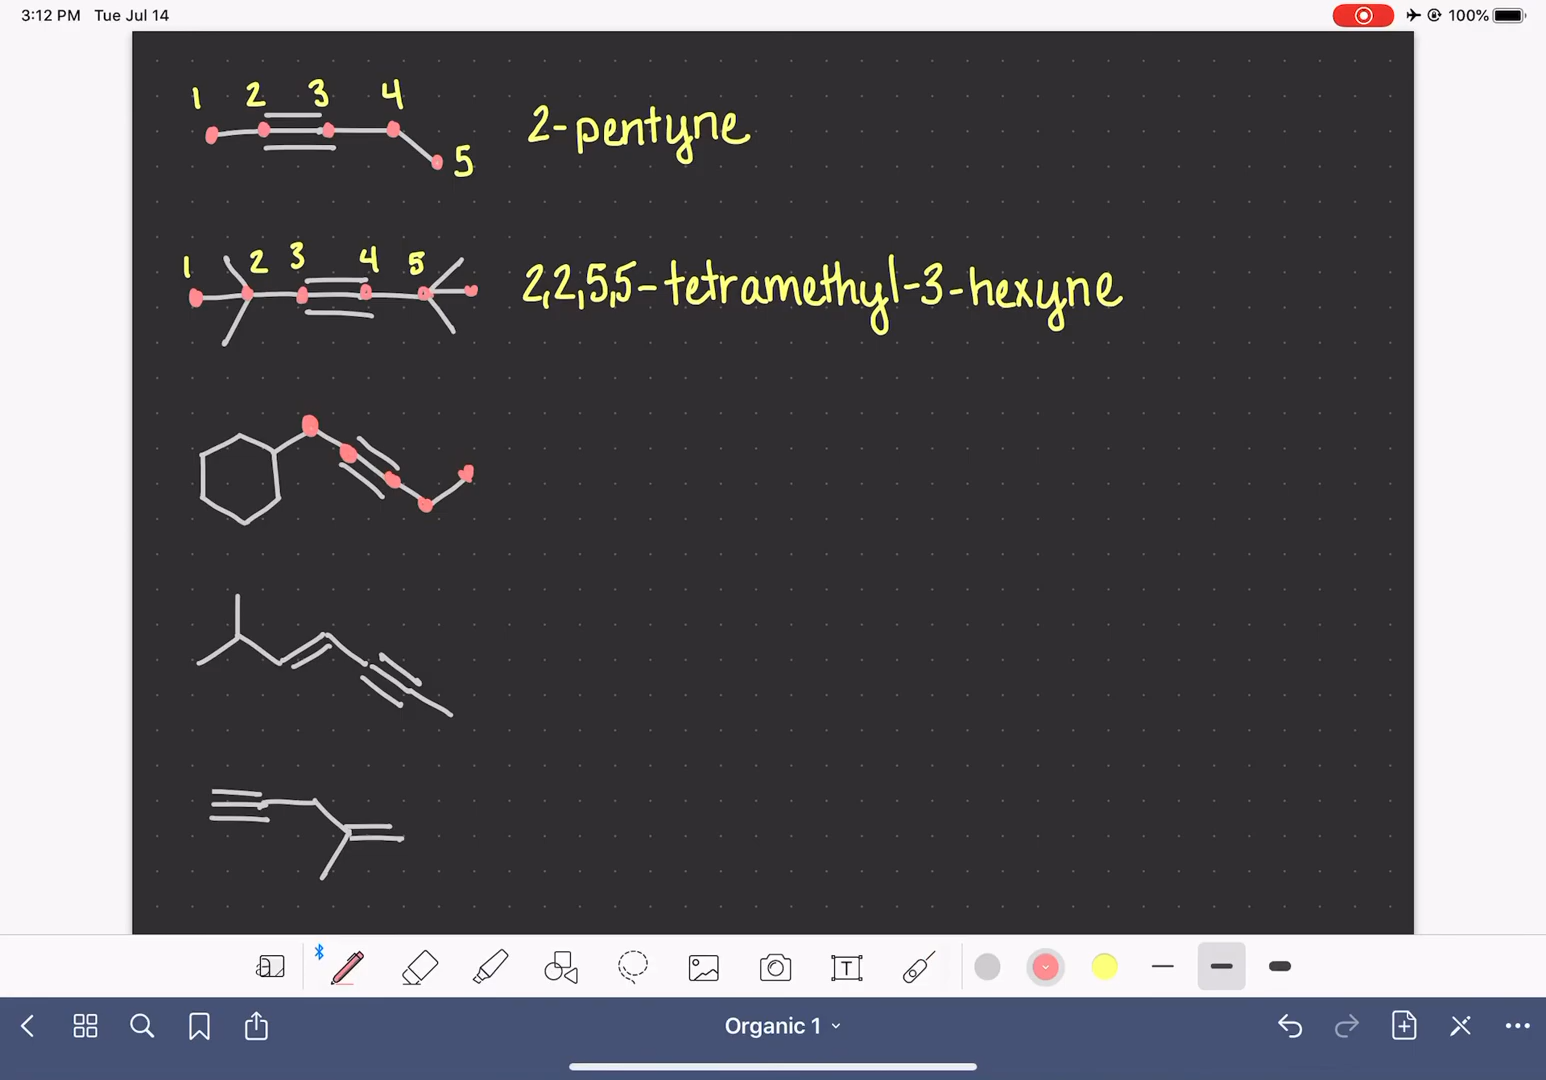 3:12 PM Tue Jul 14
100%
1 2 3 4
5
2-pentyne
1 2 3 4 5
2,2,5,5-tetramethyl-3-hexyne
T
Organic 1